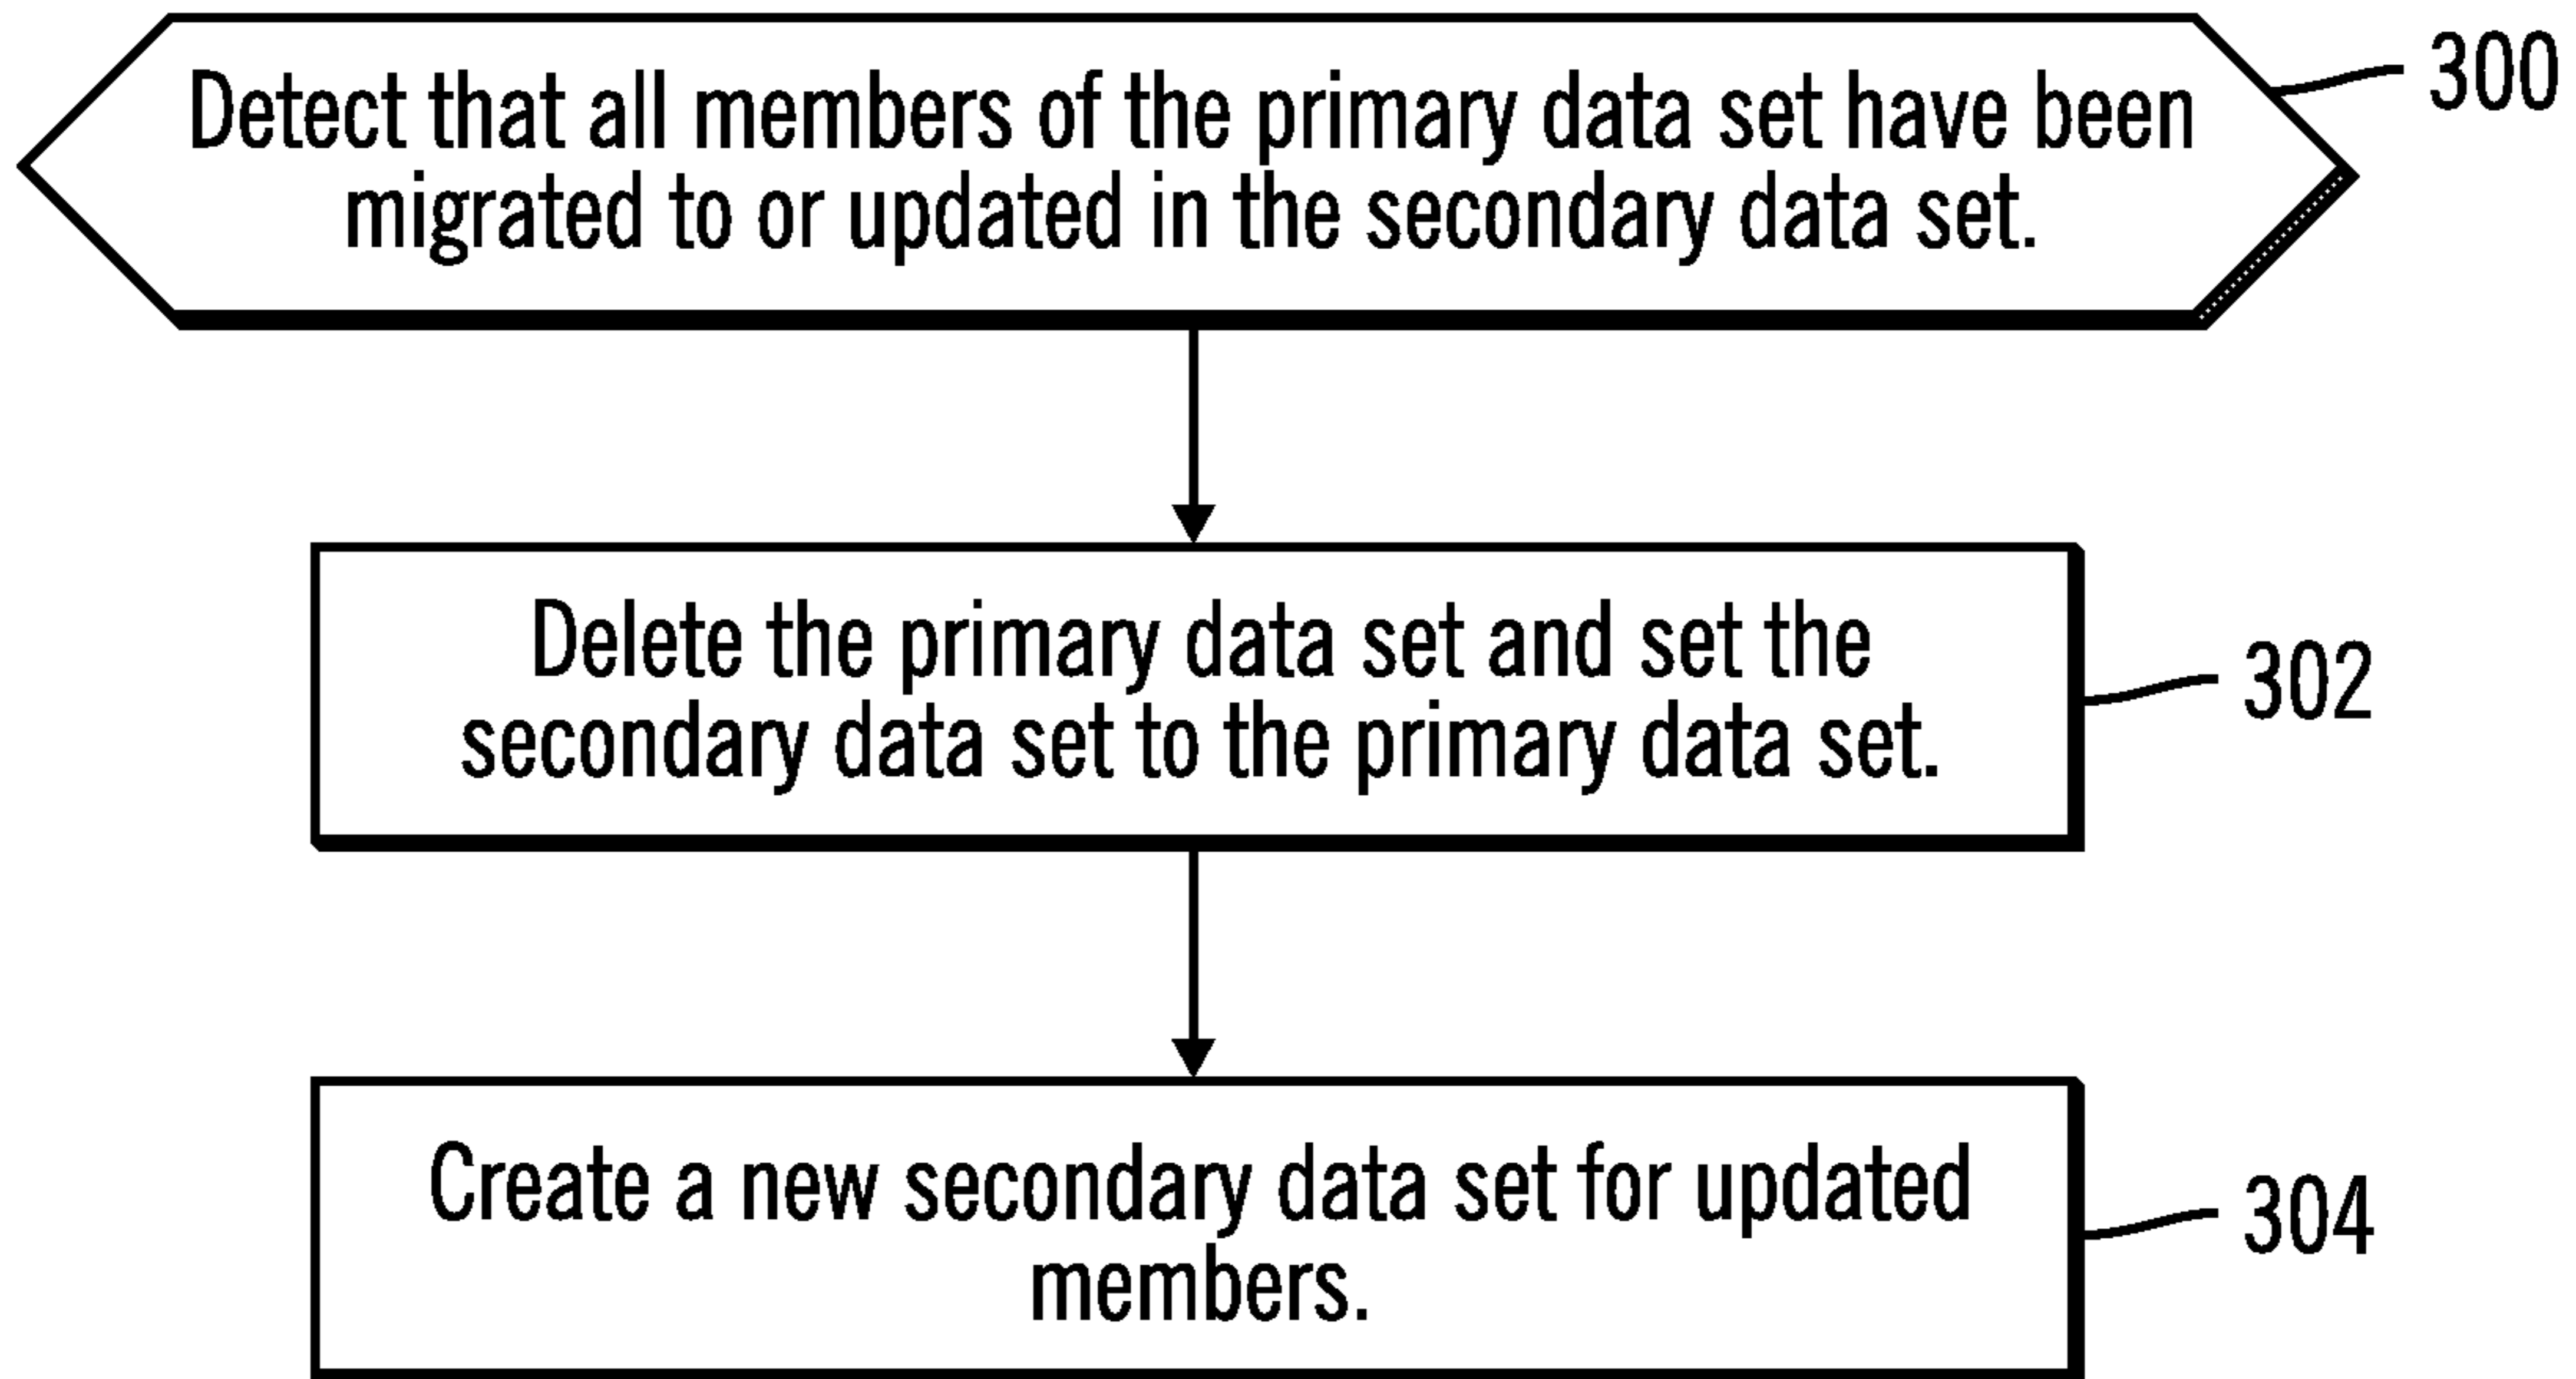 Detect that all members of the primary data set have been
migrated to or updated in the secondary data set.
300
Delete the primary data set and set the
secondary data set to the primary data set.
302
Create a new secondary data set for updated
members.
304